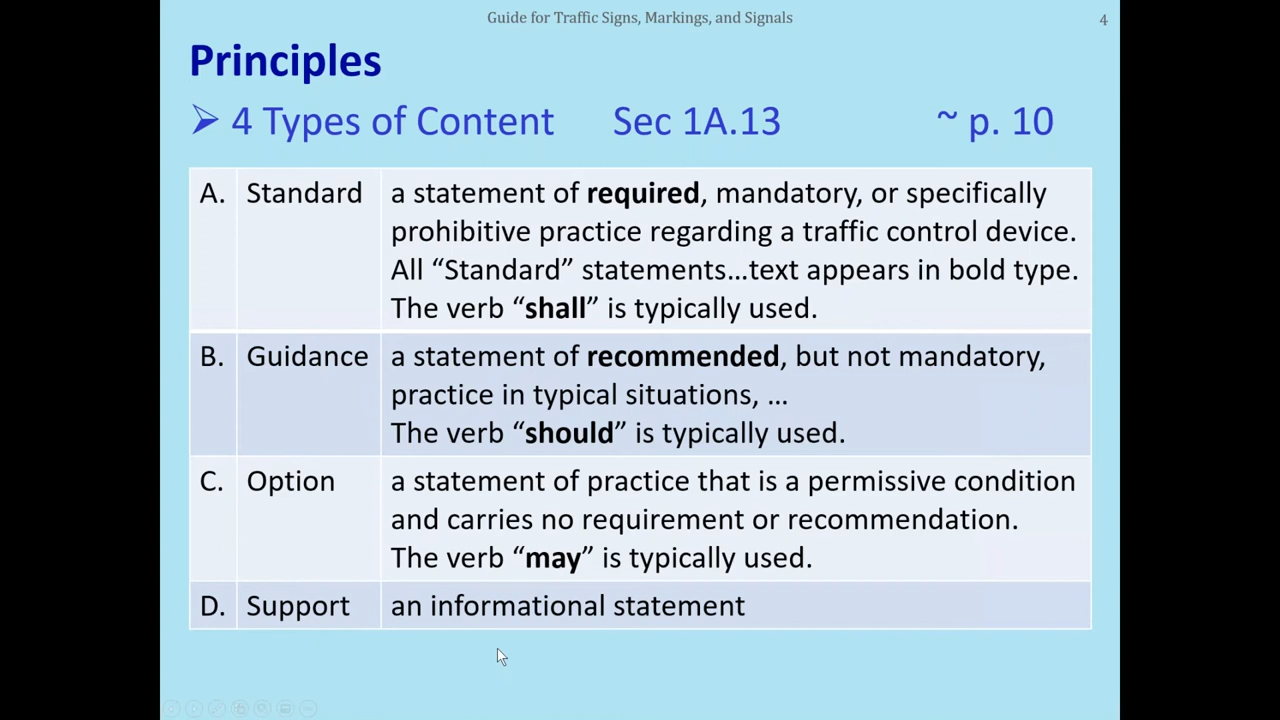 Guide for Traffic Signs, Markings, and Signals
4
Principles
➢ 4 Types of Content Sec 1A.13 ~ p. 10
A. Standard a statement of required, mandatory, or specifically
prohibitive practice regarding a traffic control device.
All “Standard” statements…text appears in bold type.
The verb “shall” is typically used.
B. Guidance a statement of recommended, but not mandatory,
practice in typical situations, …
The verb “should” is typically used.
C. Option a statement of practice that is a permissive condition
and carries no requirement or recommendation.
The verb “may” is typically used.
D. Support an informational statement